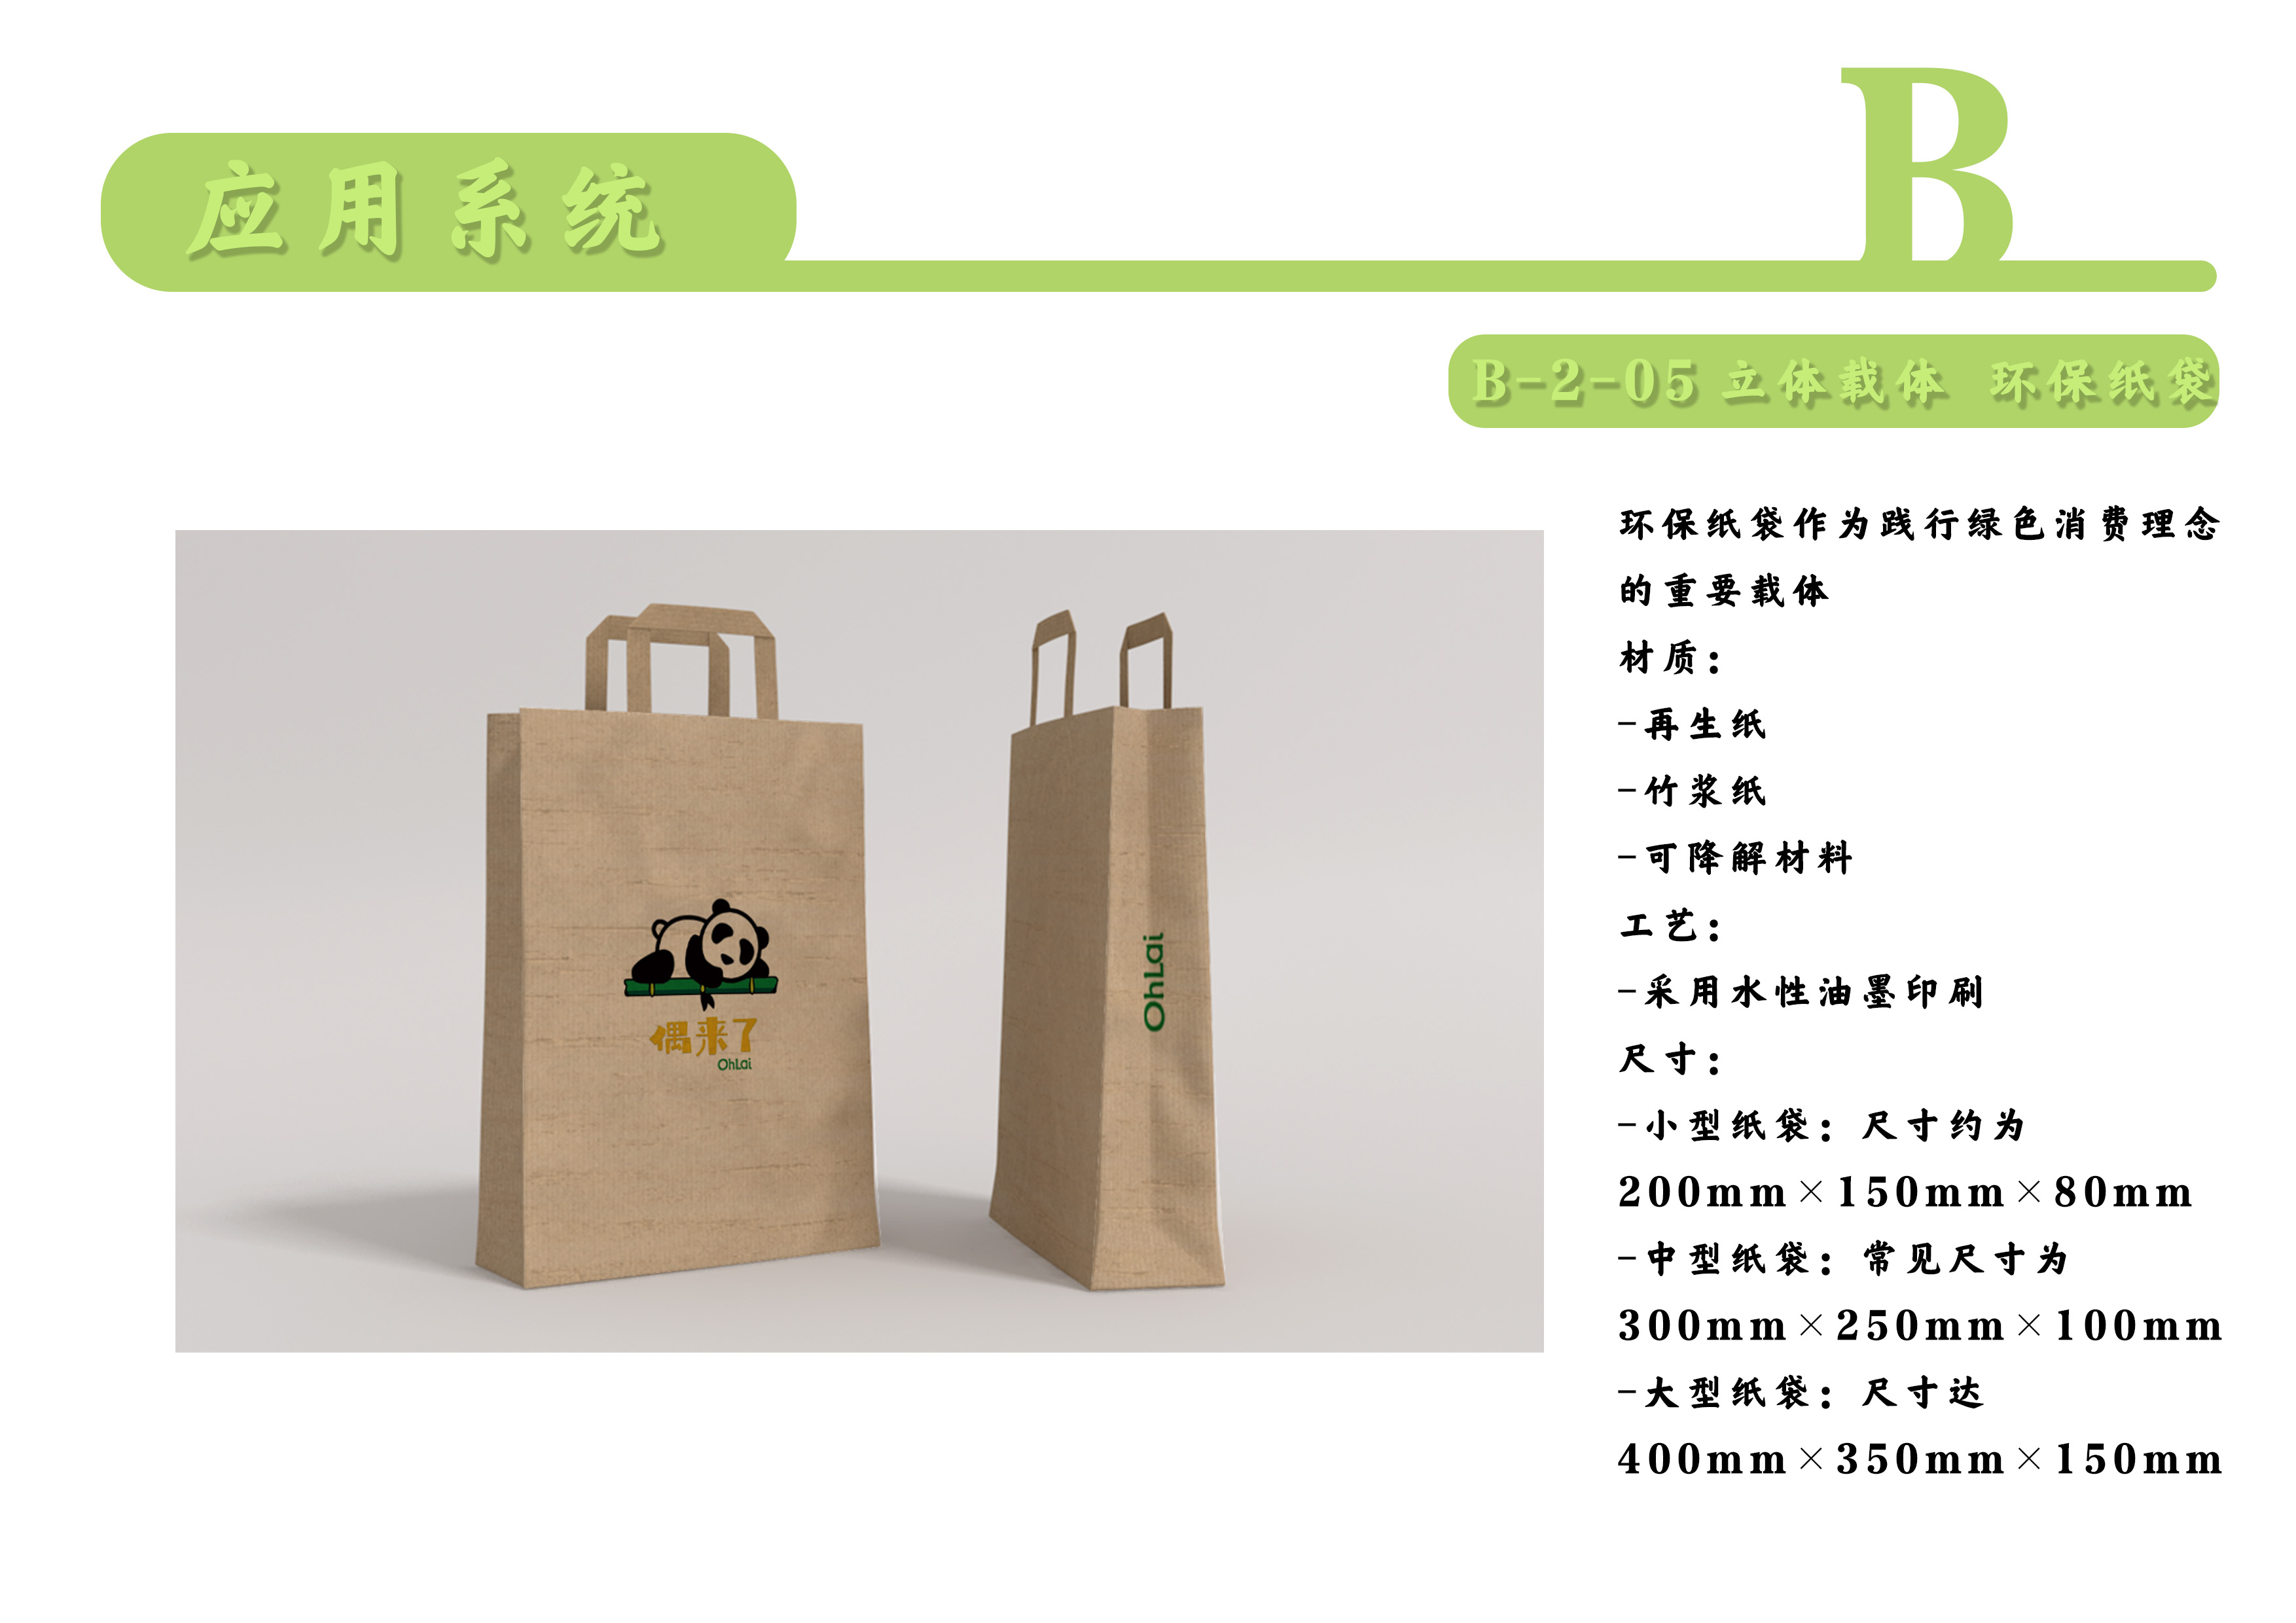 应用系统
B
B-2-05 立体载体 环保纸袋
环保纸袋作为践行绿色消费理念
的重要载体
材质：
-再生纸
-竹浆纸
-可降解材料
工艺：
-采用水性油墨印刷
尺寸：
-小型纸袋：尺寸约为
200mm×150mm×80mm
-中型纸袋：常见尺寸为
300mm×250mm×100mm
-大型纸袋：尺寸达
400mm×350mm×150mm
偶来了
OhLai
OhLai